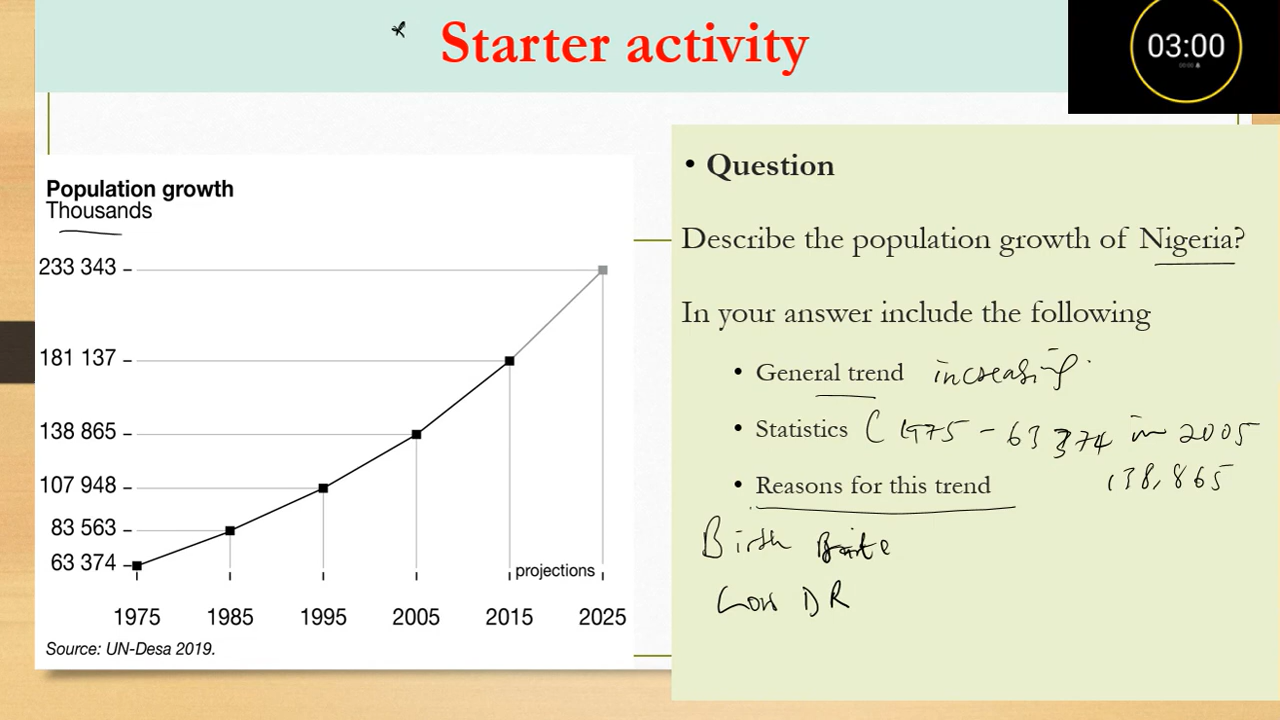 Starter activity
03:00
Population growth
Thousands
233 343
181 137
138 865
107 948
83 563
63 374
projections
1975 1985 1995 2005 2015 2025
Source: UN-Desa 2019.
• Question
Describe the population growth of Nigeria?
In your answer include the following
• General trend increasing
• Statistics ( 1975 - 63 374 in 2005
138,865
• Reasons for this trend
Birth
Low DR